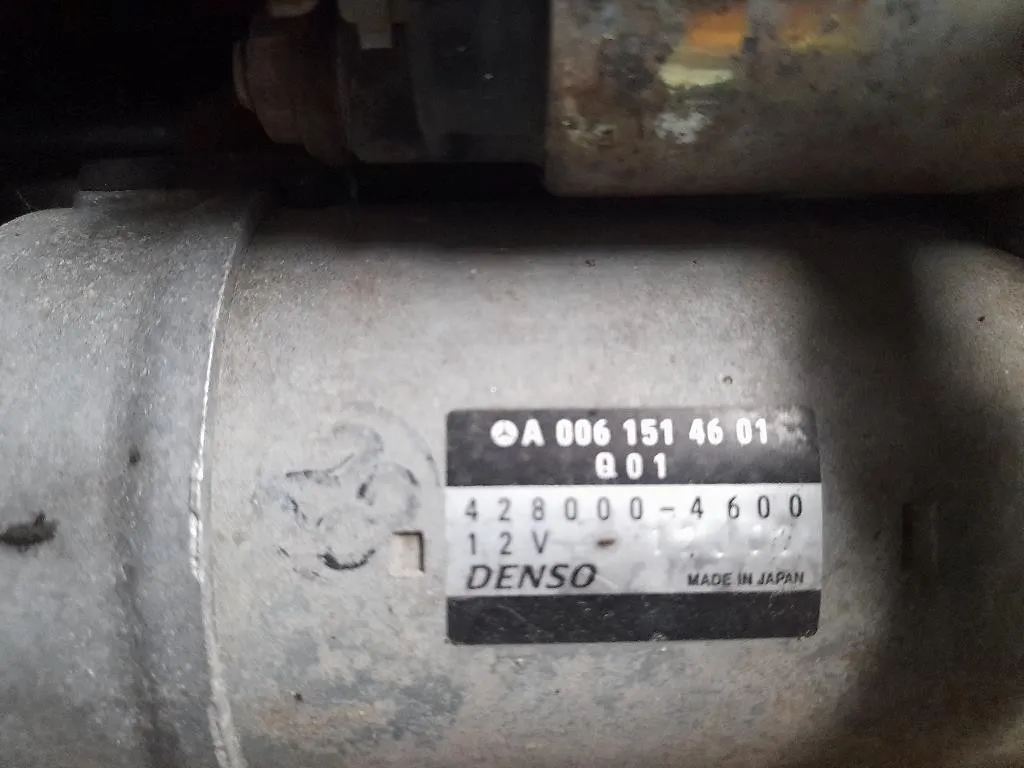 A 006 151 46 01
Q01
428000-4600
12V
DENSO
MADE IN JAPAN